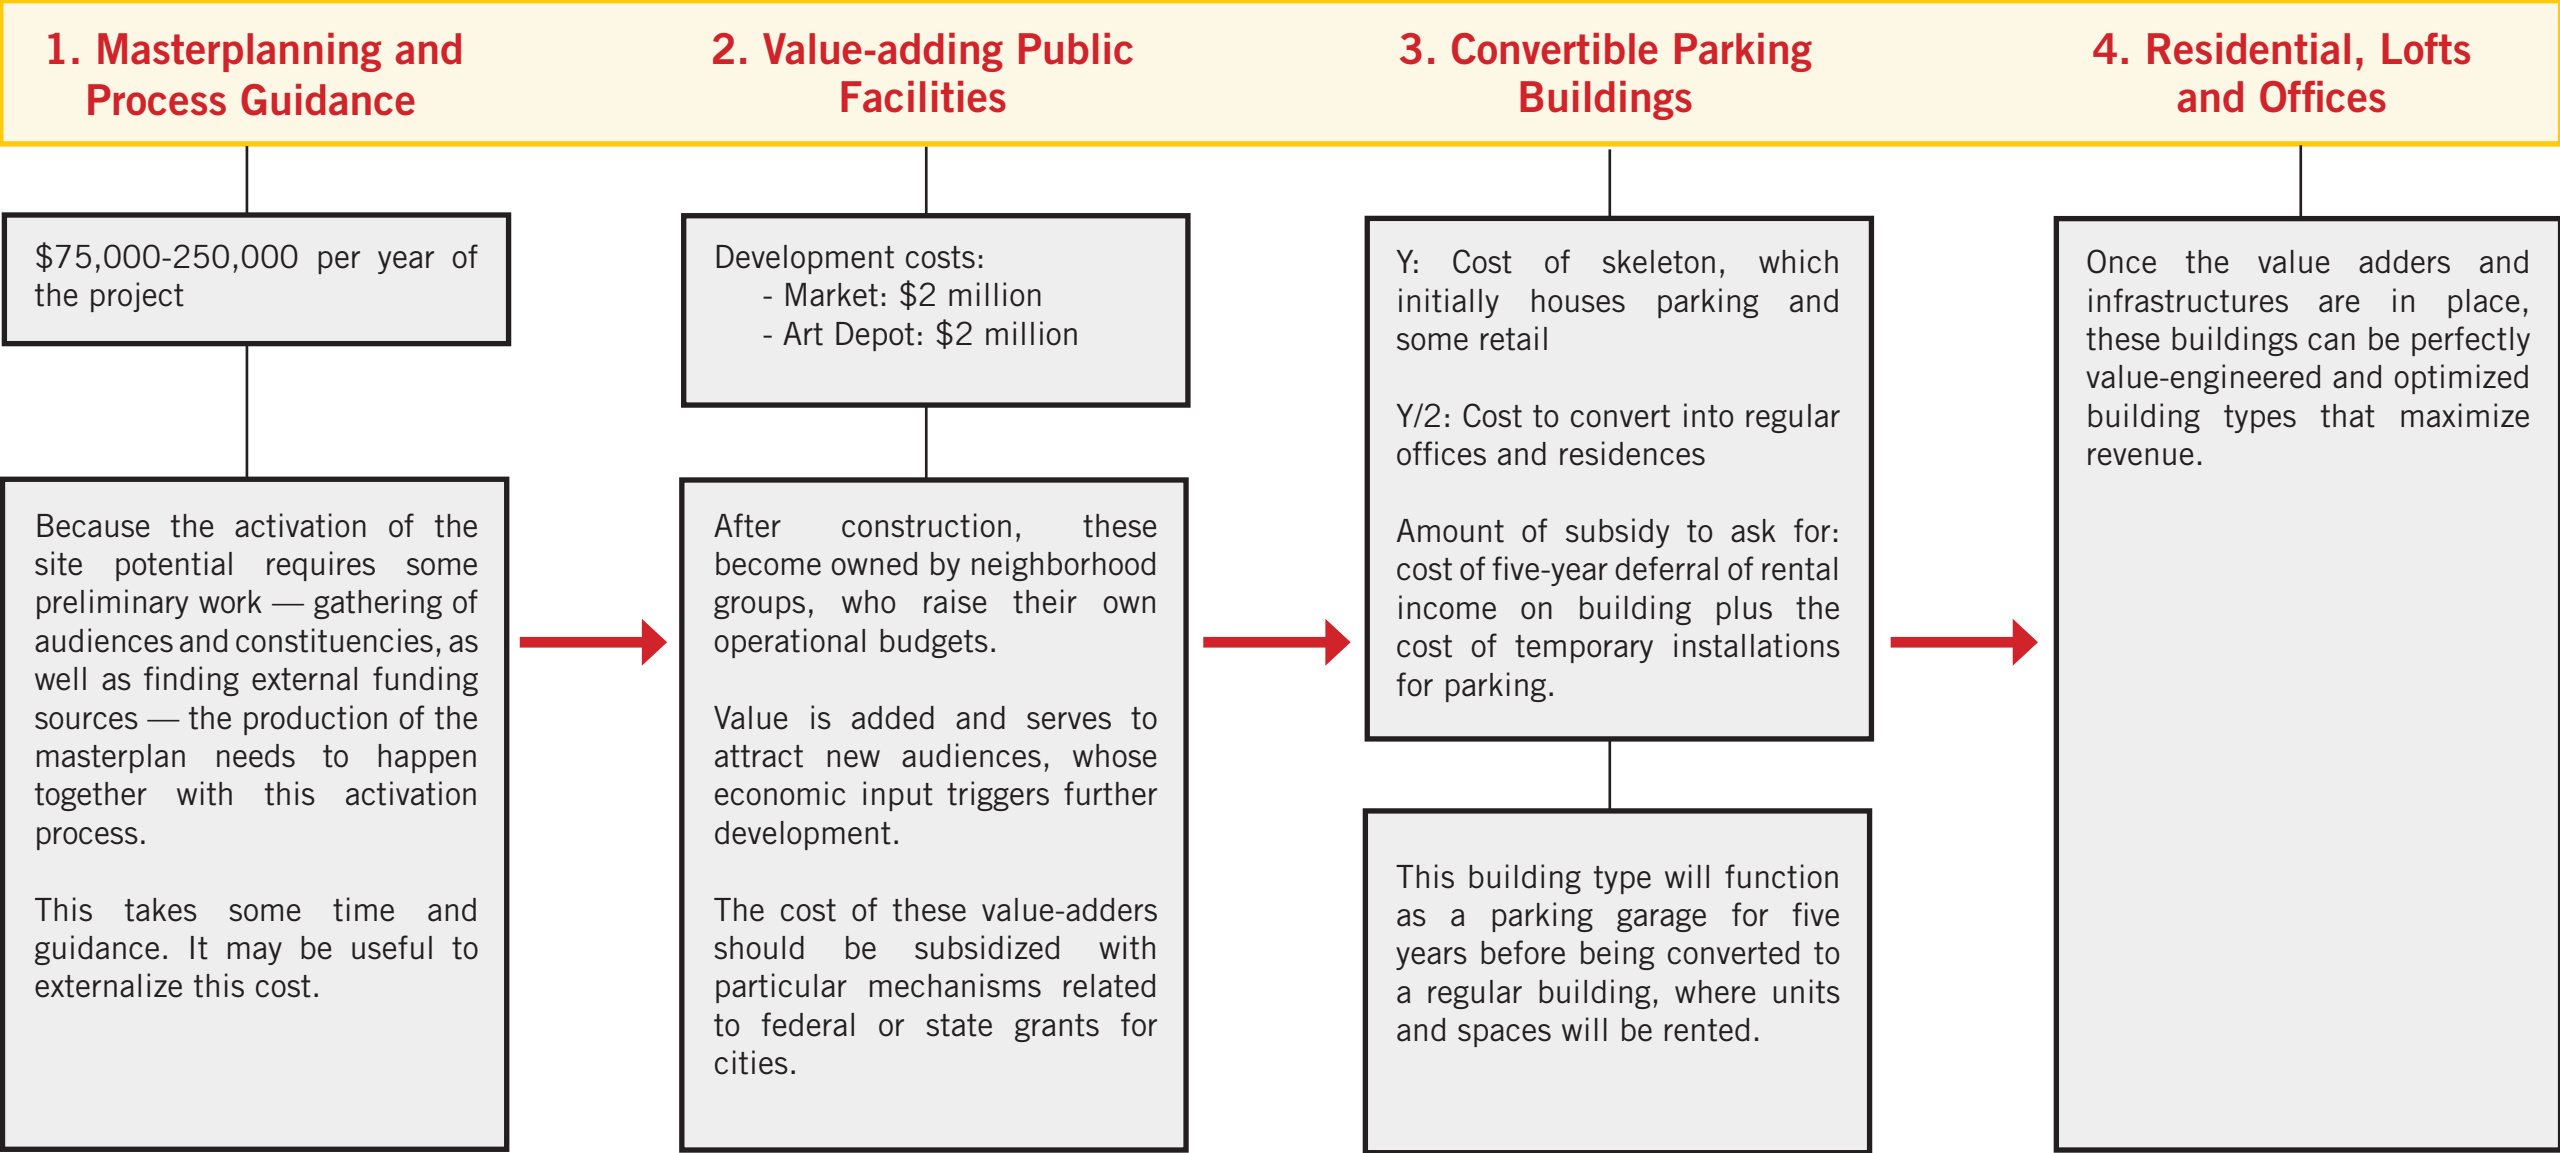 1. Masterplanning and
Process Guidance
2. Value-adding Public
Facilities
3. Convertible Parking
Buildings
4. Residential, Lofts
and Offices
$75,000-250,000 per year of
the project
Because the activation of the
site potential requires some
preliminary work — gathering of
audiences and constituencies, as
well as finding external funding
sources — the production of the
masterplan needs to happen
together with this activation
process.
This takes some time and
guidance. It may be useful to
externalize this cost.
Development costs:
- Market: $2 million
- Art Depot: $2 million
After construction, these
become owned by neighborhood
groups, who raise their own
operational budgets.
Value is added and serves to
attract new audiences, whose
economic input triggers further
development.
The cost of these value-adders
should be subsidized with
particular mechanisms related
to federal or state grants for
cities.
Y: Cost of skeleton, which
initially houses parking and
some retail
Y/2: Cost to convert into regular
offices and residences
Amount of subsidy to ask for:
cost of five-year deferral of rental
income on building plus the
cost of temporary installations
for parking.
This building type will function
as a parking garage for five
years before being converted to
a regular building, where units
and spaces will be rented.
Once the value adders and
infrastructures are in place,
these buildings can be perfectly
value-engineered and optimized
building types that maximize
revenue.